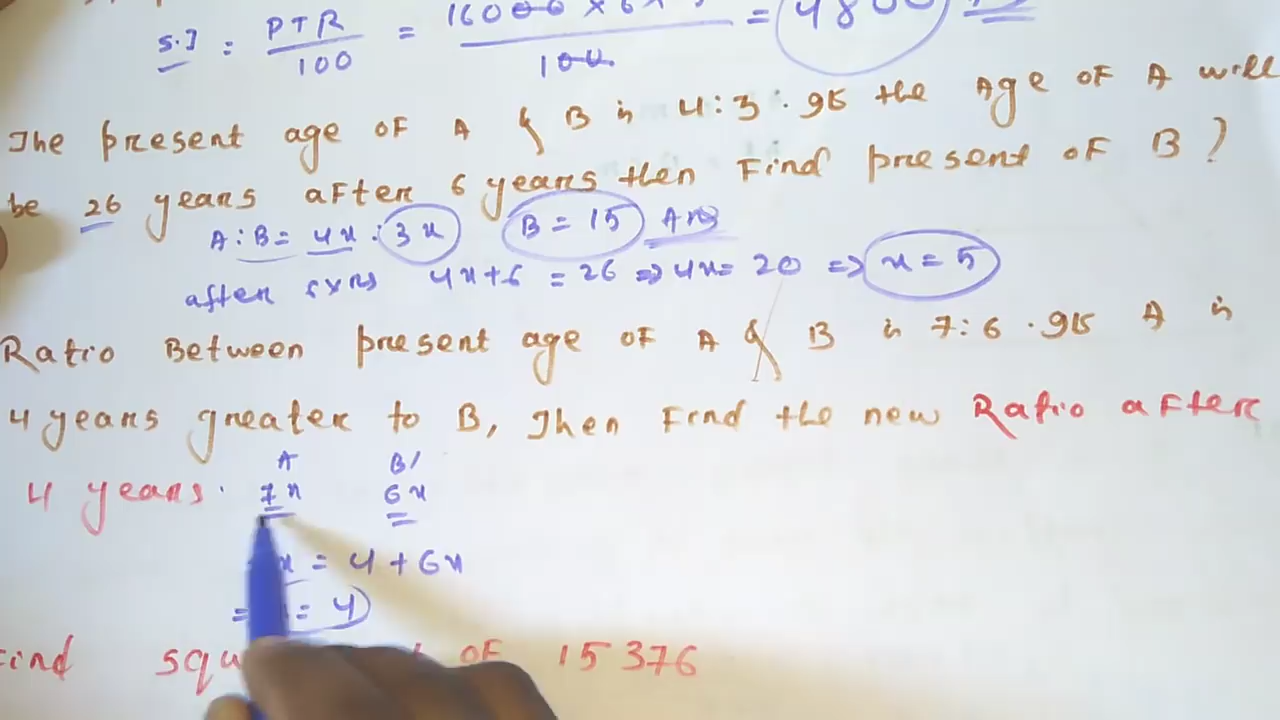 S.I = PTR / 100 = 16000 × 6 × / 100 = 480
The present age of A & B is 4:3. If the Age of A will
be 26 years after 6 years then Find present of B?
A:B = 4x : 3x B = 15 Ans
after 6 yrs 4x+6 = 26 => 4x = 20 => x = 5
Ratio Between present age of A & B is 7:6. If A is
4 years greater to B, Then Find the new Ratio after
4 years.
A B/
7x 6x
x = 4 + 6x
= = 4
Find squ t of 15376